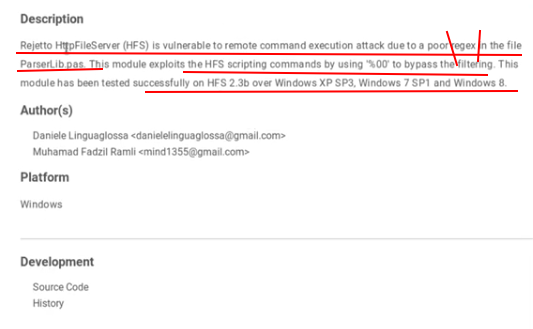 Description
Rejetto HttpFileServer (HFS) is vulnerable to remote command execution attack due to a poor regex in the file
ParserLib.pas. This module exploits the HFS scripting commands by using '%00' to bypass the filtering. This
module has been tested successfully on HFS 2.3b over Windows XP SP3, Windows 7 SP1 and Windows 8.
Author(s)
Daniele Linguaglossa <danielelinguaglossa@gmail.com>
Muhamad Fadzil Ramli <mind1355@gmail.com>
Platform
Windows
Development
Source Code
History